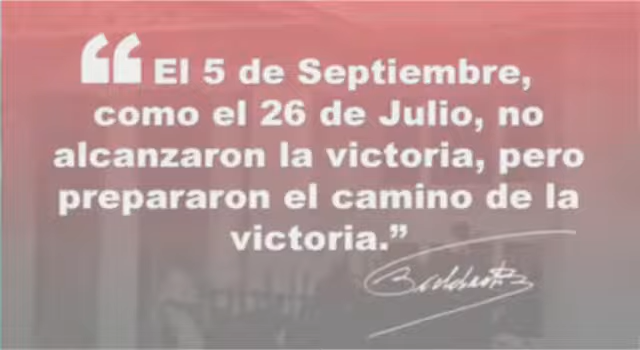 “El 5 de Septiembre,
como el 26 de Julio, no
alcanzaron la victoria, pero
prepararon el camino de la
victoria.”